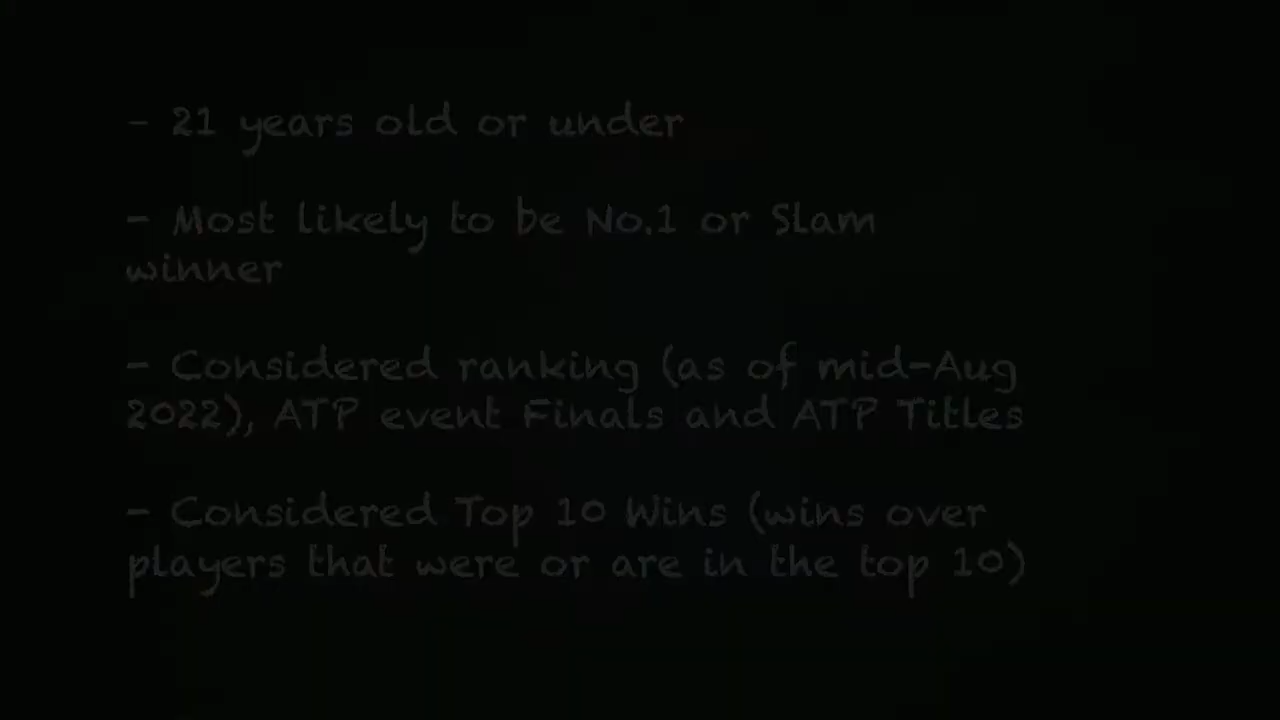 - 21 years old or under
- Most likely to be No.1 or Slam
winner
- Considered ranking (as of mid-Aug
2022), ATP event Finals and ATP Titles
- Considered Top 10 Wins (wins over
players that were or are in the top 10)